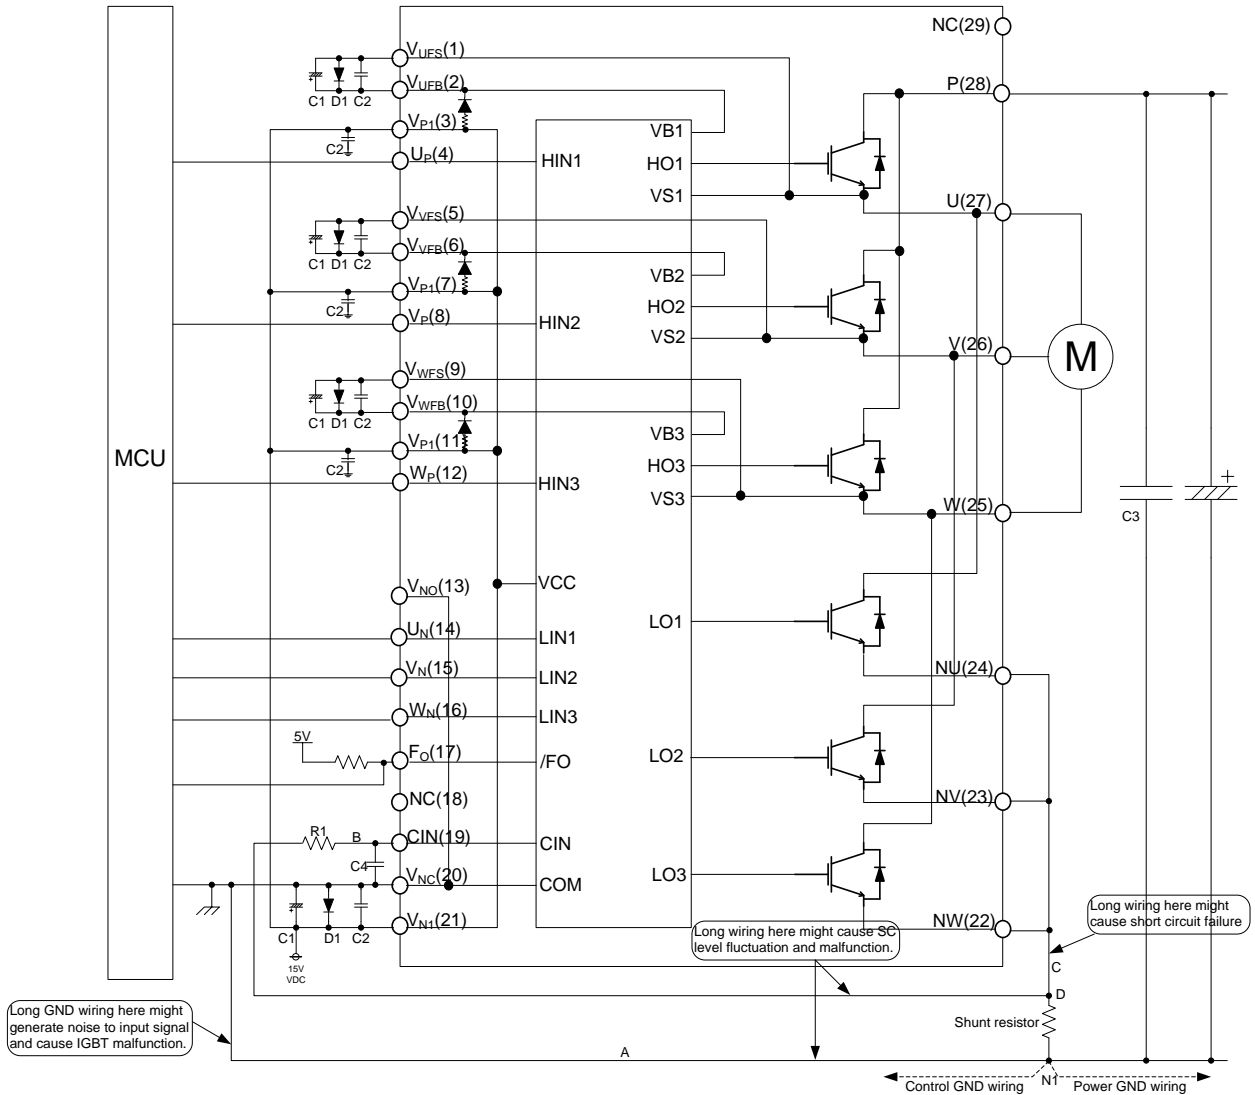 NC(29)
VUFS(1)
VUFB(2)
C1 D1 C2
P(28)
VP1(3)
VB1
C2
UP(4)
HIN1
HO1
VS1
U(27)
VVFS(5)
VVFB(6)
C1 D1 C2
VB2
VP1(7)
C2
HO2
VP(8)
HIN2
VS2
V(26)
M
VWFS(9)
VWFB(10)
C1 D1 C2
VB3
VP1(11)
MCU
C2
HO3
WP(12)
HIN3
VS3
W(25)
+
C3
VNO(13)
VCC
UN(14)
LIN1
LO1
VN(15)
LIN2
NU(24)
WN(16)
LIN3
5V
FO(17)
/FO
LO2
NC(18)
NV(23)
R1
B
CIN(19)
CIN
C4
VNC(20)
COM
LO3
VN1(21)
C1 D1 C2
NW(22)
15V
VDC
Long wiring here might
cause short circuit failure
Long wiring here might cause SC
level fluctuation and malfunction.
C
D
Shunt resistor
Long GND wiring here might
generate noise to input signal
and cause IGBT malfunction.
A
N1
Control GND wiring
Power GND wiring